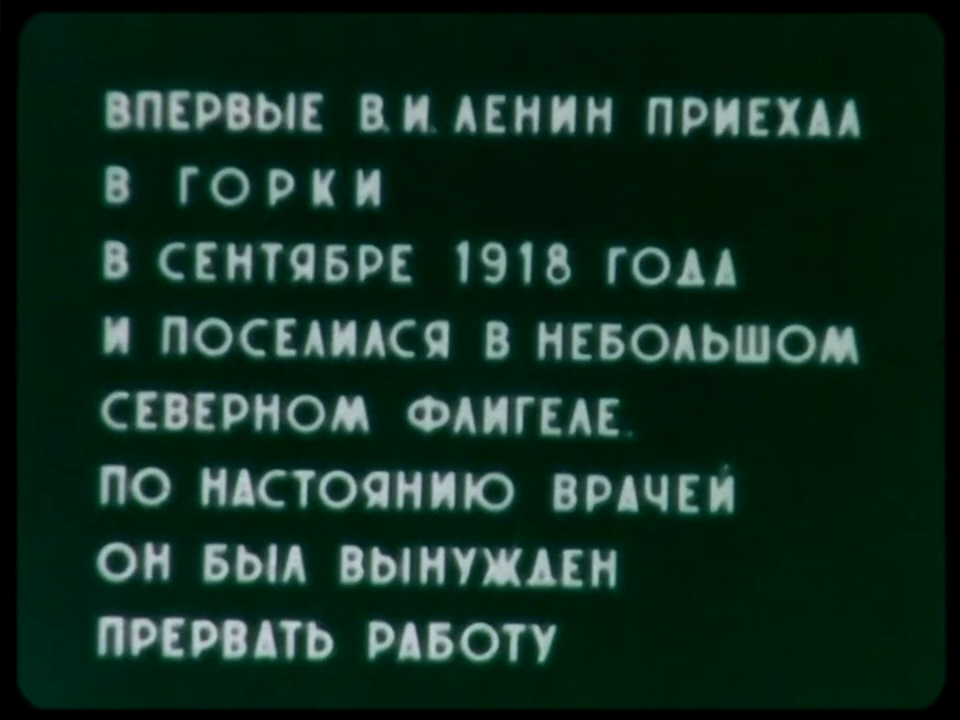 ВПЕРВЫЕ В.И.ЛЕНИН ПРИЕХАЛ
В ГОРКИ
В СЕНТЯБРЕ 1918 ГОДА
И ПОСЕЛИЛСЯ В НЕБОЛЬШОМ
СЕВЕРНОМ ФЛИГЕЛЕ.
ПО НАСТОЯНИЮ ВРАЧЕЙ
ОН БЫЛ ВЫНУЖДЕН
ПРЕРВАТЬ РАБОТУ